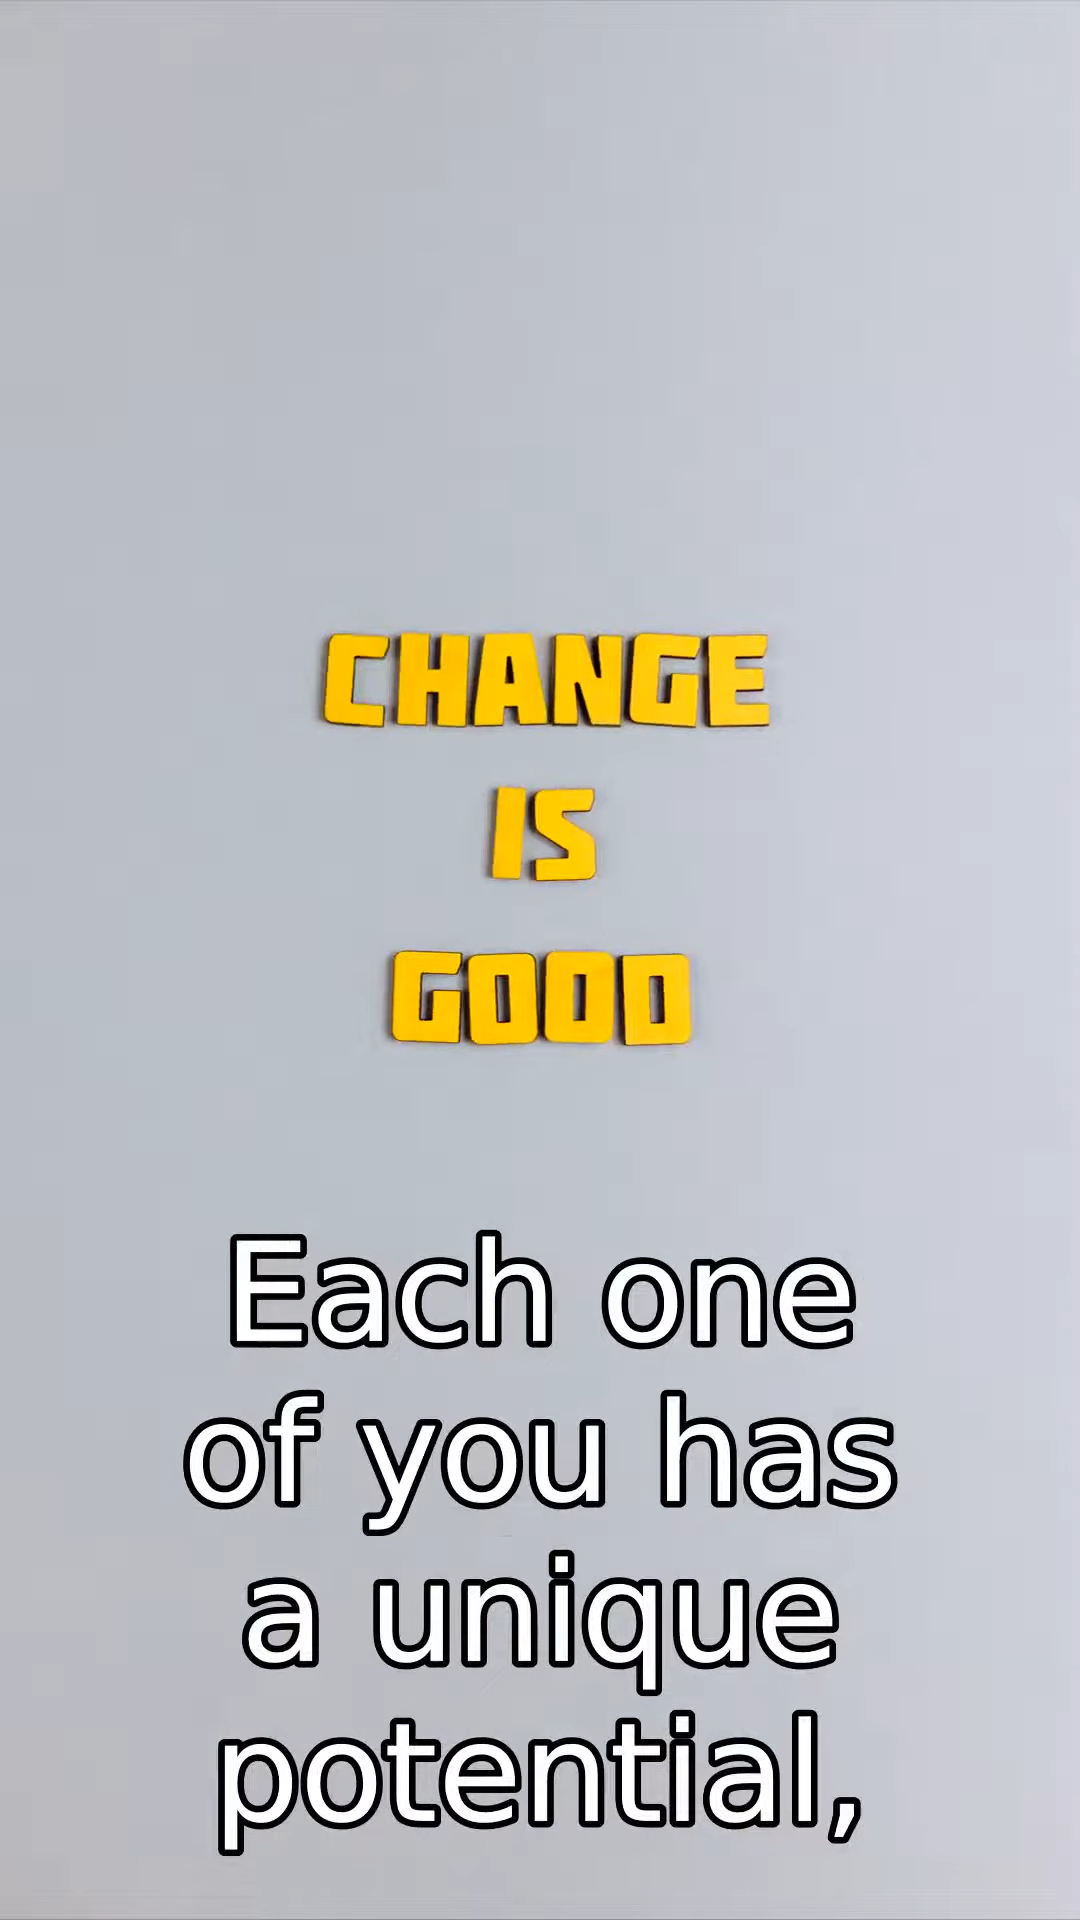 CHANGE
IS
GOOD
Each one
of you has
a unique
potential,